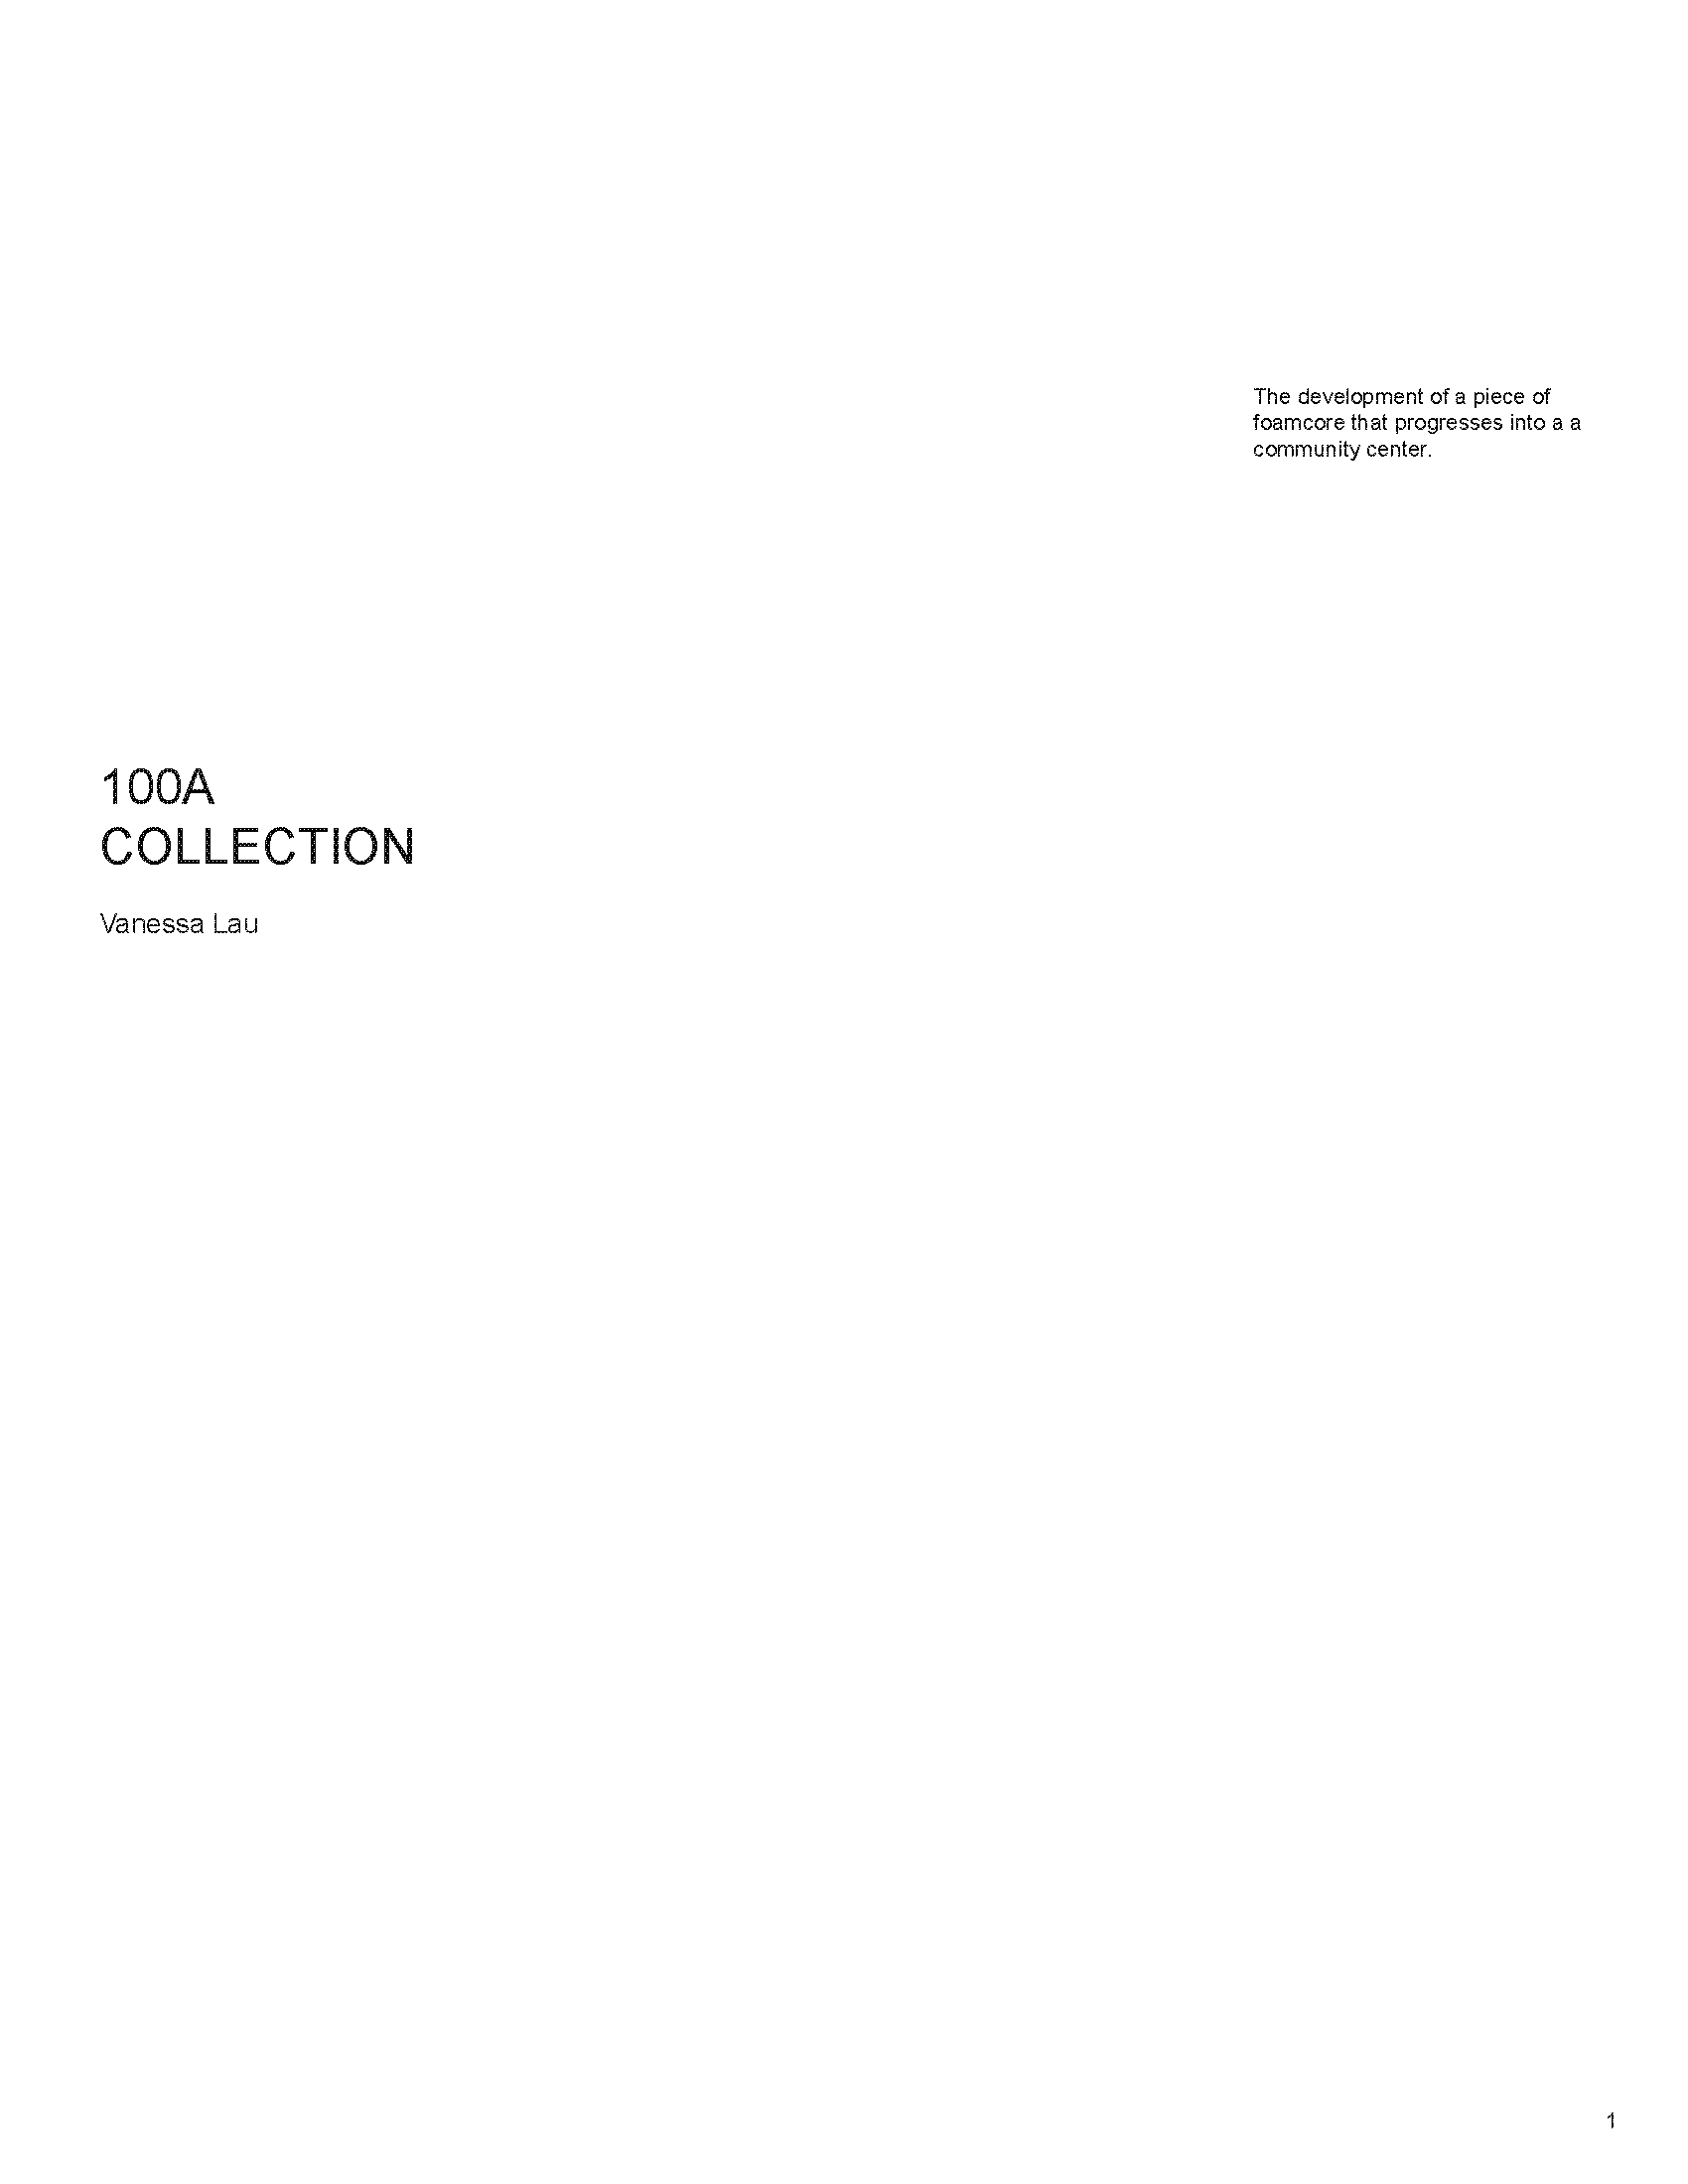 The development of a piece of
foamcore that progresses into a a
community center.
100A
COLLECTION
Vanessa Lau
1